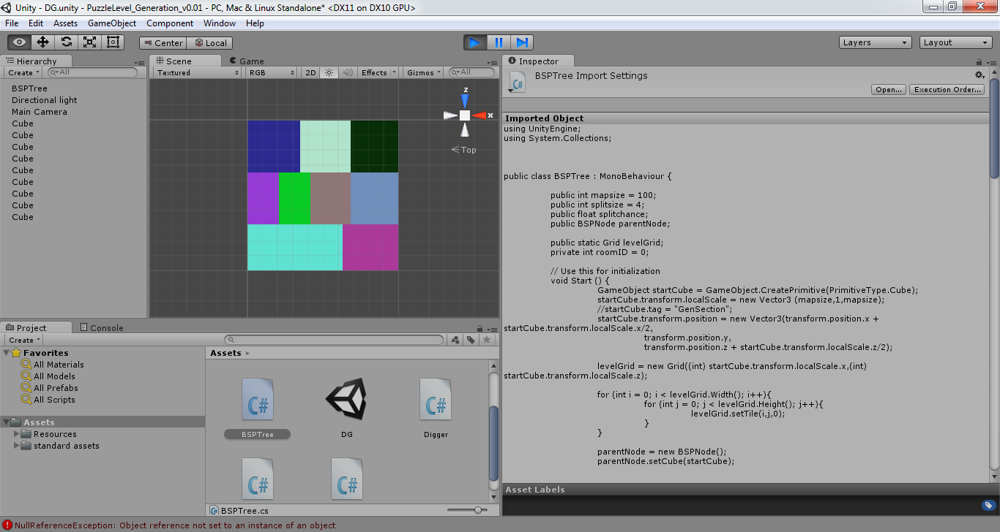 Unity - DG.unity - PuzzleLevel_Generation_v0.01 - PC, Mac & Linux Standalone* <DX11 on DX10 GPU>
File Edit Assets GameObject Component Window Help
Center Local Layers Layout
Hierarchy
Create All
BSPTree
Directional light
Main Camera
Cube
Cube
Cube
Cube
Cube
Cube
Cube
Cube
Cube
Scene Game
Textured RGB 2D Effects Gizmos All
z
x
Top
Project Console
Create
Favorites
All Materials
All Models
All Prefabs
All Scripts
Assets
Resources
standard assets
Assets
C#
BSPTree
DG
C#
Digger
C#
C#
BSPTree.cs
Inspector
C#
BSPTree Import Settings
Open... Execution Order...
Imported Object
using UnityEngine;
using System.Collections;
public class BSPTree : MonoBehaviour {
public int mapsize = 100;
public int splitsize = 4;
public float splitchance;
public BSPNode parentNode;
public static Grid levelGrid;
private int roomID = 0;
// Use this for initialization
void Start () {
GameObject startCube = GameObject.CreatePrimitive(PrimitiveType.Cube);
startCube.transform.localScale = new Vector3 (mapsize,1,mapsize);
//startCube.tag = "GenSection";
startCube.transform.position = new Vector3(transform.position.x +
startCube.transform.localScale.x/2,
transform.position.y,
transform.position.z + startCube.transform.localScale.z/2);
levelGrid = new Grid((int) startCube.transform.localScale.x,(int)
startCube.transform.localScale.z);
for (int i = 0; i < levelGrid.Width(); i++){
for (int j = 0; j < levelGrid.Height(); j++){
levelGrid.setTile(i,j,0);
}
}
parentNode = new BSPNode();
parentNode.setCube(startCube);
Asset Labels
NullReferenceException: Object reference not set to an instance of an object